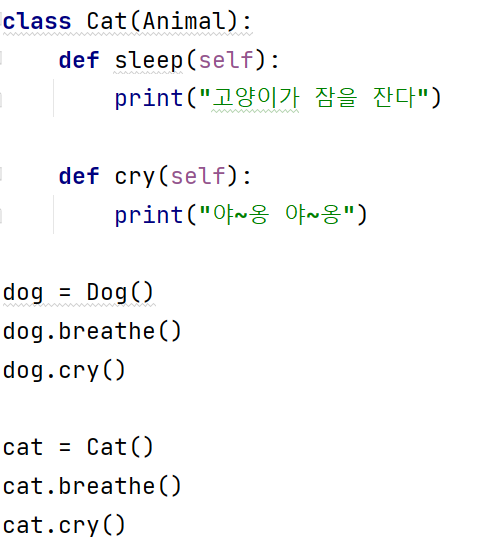 class Cat(Animal):
    def sleep(self):
        print("고양이가 잠을 잔다")

    def cry(self):
        print("야~옹 야~옹")

dog = Dog()
dog.breathe()
dog.cry()

cat = Cat()
cat.breathe()
cat.cry()